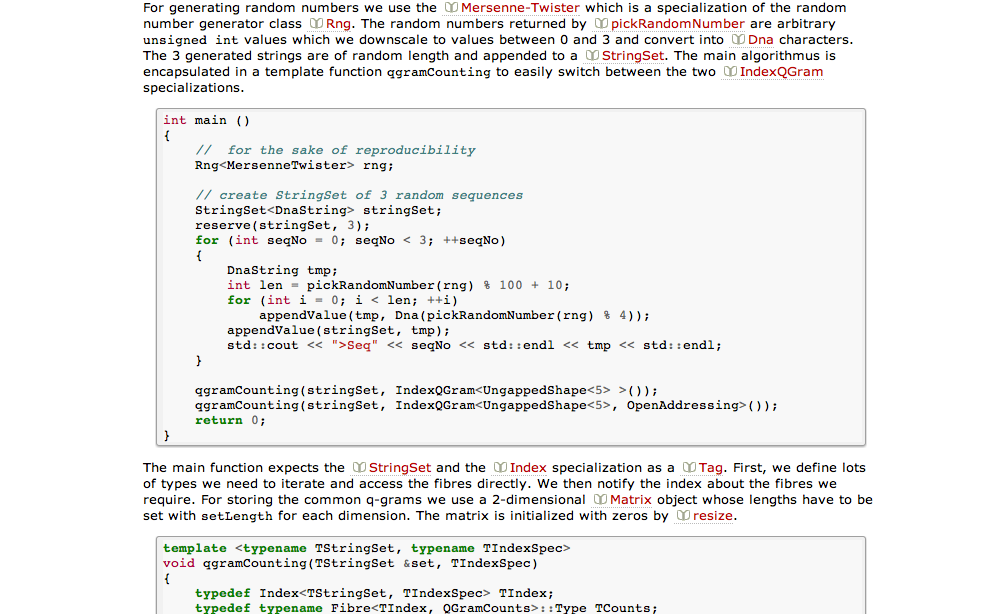 For generating random numbers we use the Mersenne-Twister which is a specialization of the random
number generator class Rng. The random numbers returned by pickRandomNumber are arbitrary
unsigned int values which we downscale to values between 0 and 3 and convert into Dna characters.
The 3 generated strings are of random length and appended to a StringSet. The main algorithmus is
encapsulated in a template function qgramCounting to easily switch between the two IndexQGram
specializations.
int main ()
{
    //  for the sake of reproducibility
    Rng<MersenneTwister> rng;

    // create StringSet of 3 random sequences
    StringSet<DnaString> stringSet;
    reserve(stringSet, 3);
    for (int seqNo = 0; seqNo < 3; ++seqNo)
    {
        DnaString tmp;
        int len = pickRandomNumber(rng) % 100 + 10;
        for (int i = 0; i < len; ++i)
            appendValue(tmp, Dna(pickRandomNumber(rng) % 4));
        appendValue(stringSet, tmp);
        std::cout << ">Seq" << seqNo << std::endl << tmp << std::endl;
    }

    qgramCounting(stringSet, IndexQGram<UngappedShape<5> >());
    qgramCounting(stringSet, IndexQGram<UngappedShape<5>, OpenAddressing>());
    return 0;
}
The main function expects the StringSet and the Index specialization as a Tag. First, we define lots
of types we need to iterate and access the fibres directly. We then notify the index about the fibres we
require. For storing the common q-grams we use a 2-dimensional Matrix object whose lengths have to be
set with setLength for each dimension. The matrix is initialized with zeros by resize.
template <typename TStringSet, typename TIndexSpec>
void qgramCounting(TStringSet &set, TIndexSpec)
{
    typedef Index<TStringSet, TIndexSpec> TIndex;
    typedef typename Fibre<TIndex, QGramCounts>::Type TCounts;